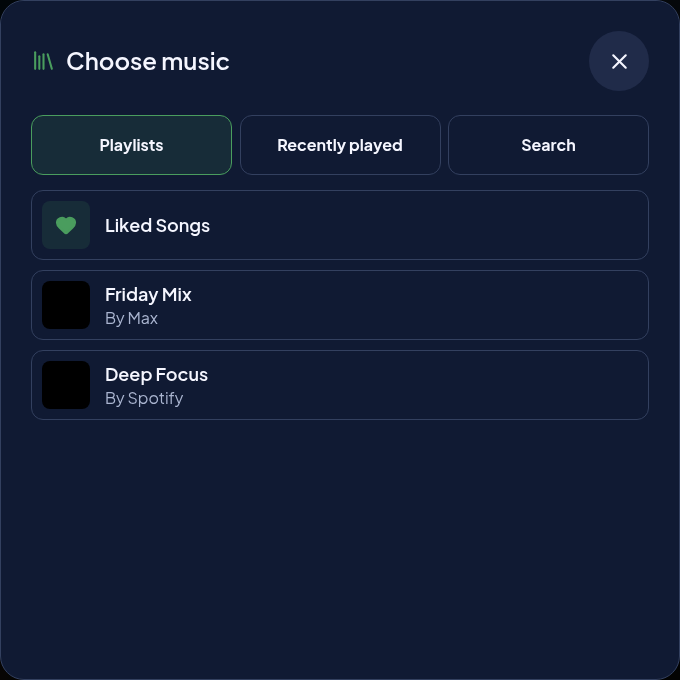 Choose music
Playlists
Recently played
Search
Liked Songs
Friday Mix
By Max
Deep Focus
By Spotify